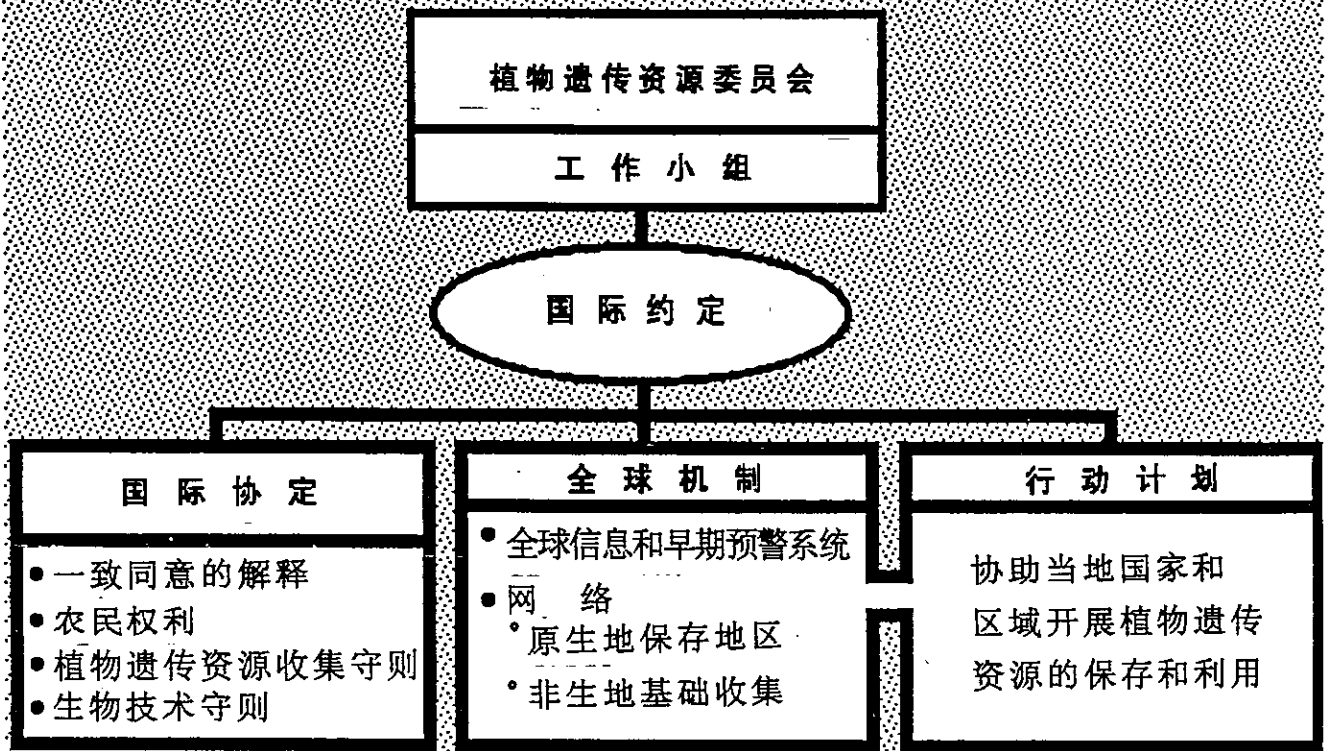 植物遗传资源委员会
工作小组
国际约定
国际协定
• 一致同意的解释
• 农民权利
• 植物遗传资源收集守则
• 生物技术守则
全球机制
• 全球信息和早期预警系统
• 网 络
° 原生地保存地区
° 非生地基础收集
行动计划
协助当地国家和
区域开展植物遗传
资源的保存和利用